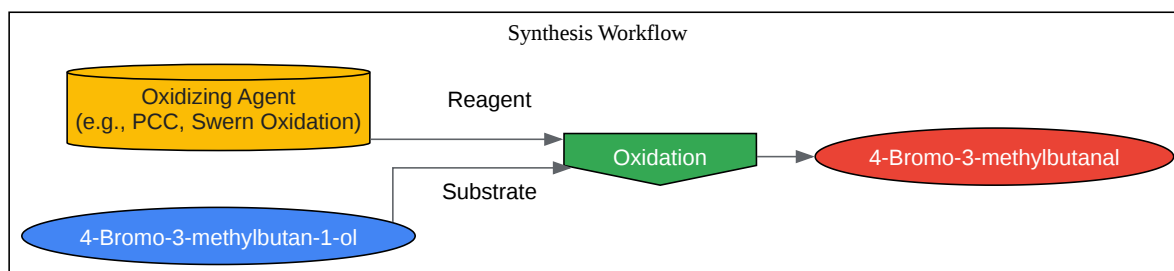 Synthesis Workflow
Oxidizing Agent
(e.g., PCC, Swern Oxidation)
Reagent
Oxidation
4-Bromo-3-methylbutanal
Substrate
4-Bromo-3-methylbutan-1-ol